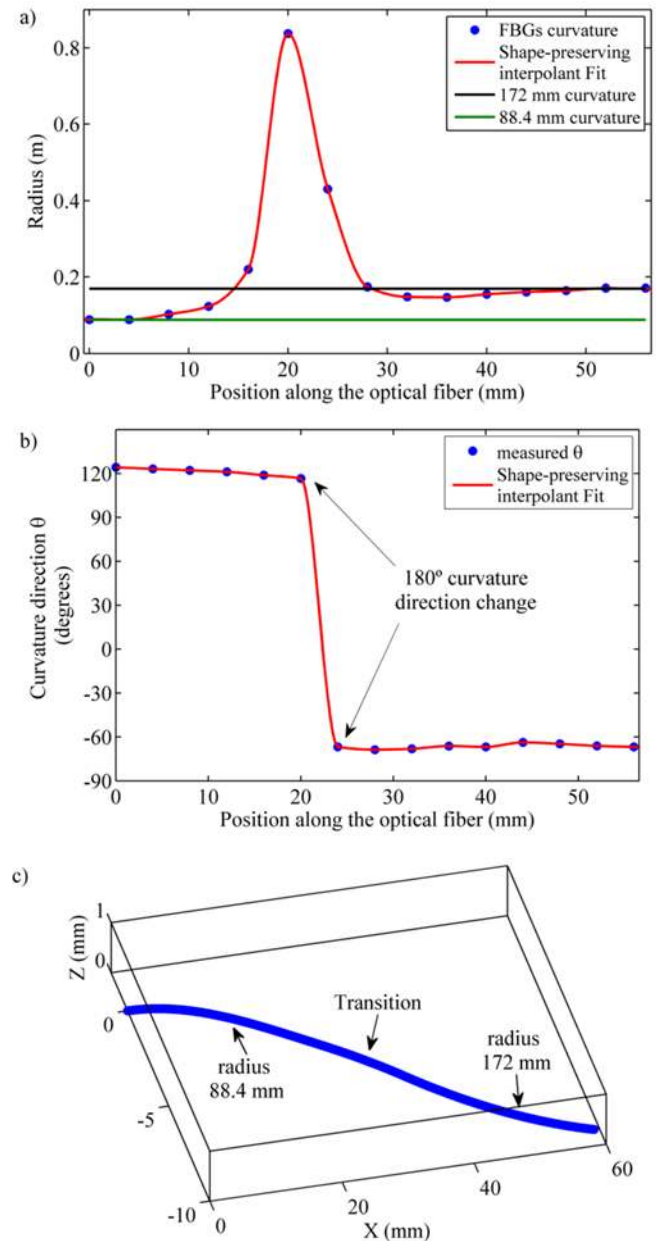 a)
0.8
0.6
0.4
0.2
0
Radius (m)
FBGs curvature
Shape-preserving
interpolant Fit
172 mm curvature
88.4 mm curvature
0 10 20 30 40 50
Position along the optical fiber (mm)
b)
120
90
60
30
0
-30
-60
-90
Curvature direction θ
(degrees)
measured θ
Shape-preserving
interpolant Fit
180º curvature
direction change
0 10 20 30 40 50
Position along the optical fiber (mm)
c)
Z (mm)
1
0
0
-5
-10
Transition
radius
88.4 mm
radius
172 mm
0
20
40
60
X (mm)